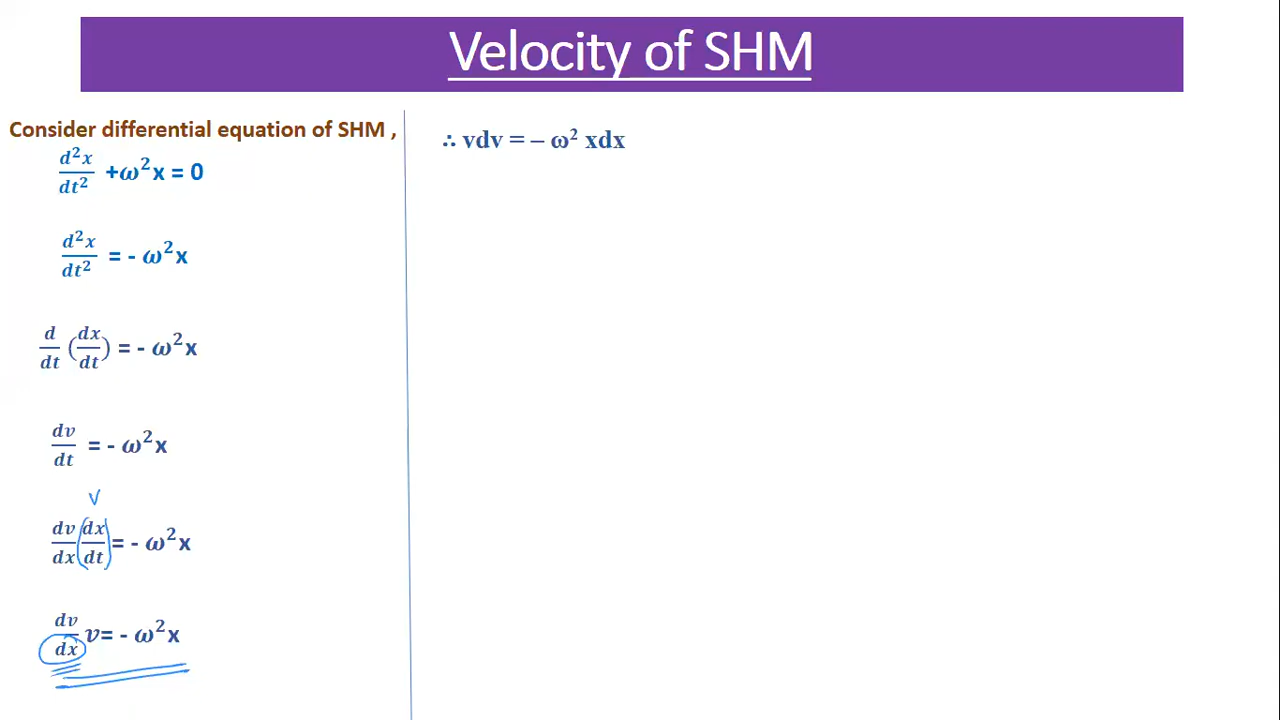 Velocity of SHM
Consider differential equation of SHM ,
d²x/dt² +ω²x = 0
d²x/dt² = - ω²x
d/dt (dx/dt) = - ω²x
dv/dt = - ω²x
v
dv/dx (dx/dt) = - ω²x
dv/dx v= - ω²x
∴ vdv = – ω² xdx